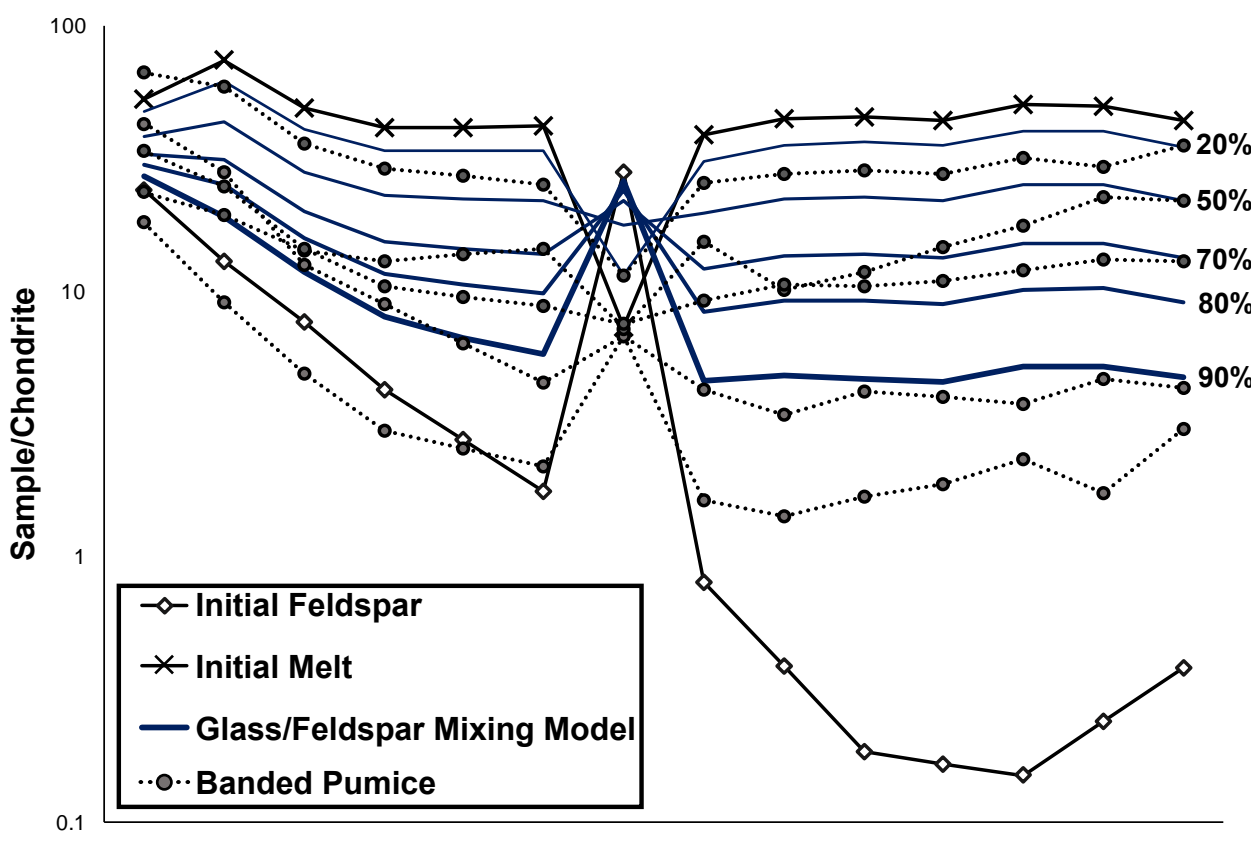 100
20%
50%
70%
10
80%
90%
Sample/Chondrite
1
Initial Feldspar
Initial Melt
Glass/Feldspar Mixing Model
Banded Pumice
0.1